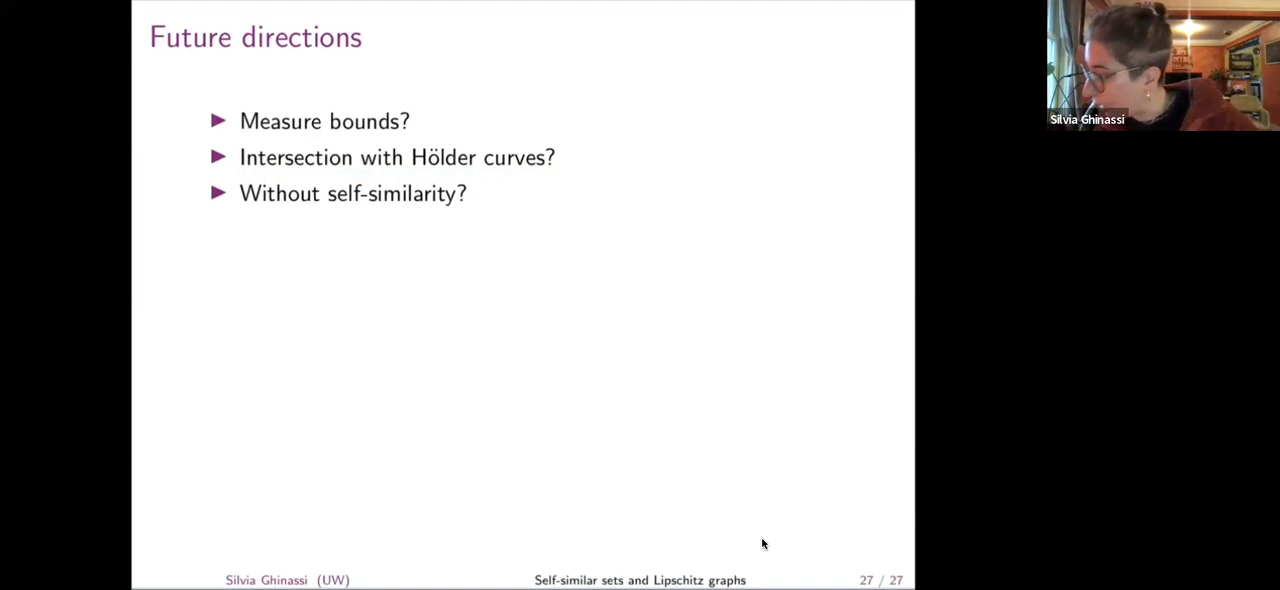 Future directions
▶ Measure bounds?
▶ Intersection with Hölder curves?
▶ Without self-similarity?
Silvia Ghinassi (UW) Self-similar sets and Lipschitz graphs 27 / 27
Silvia Ghinassi